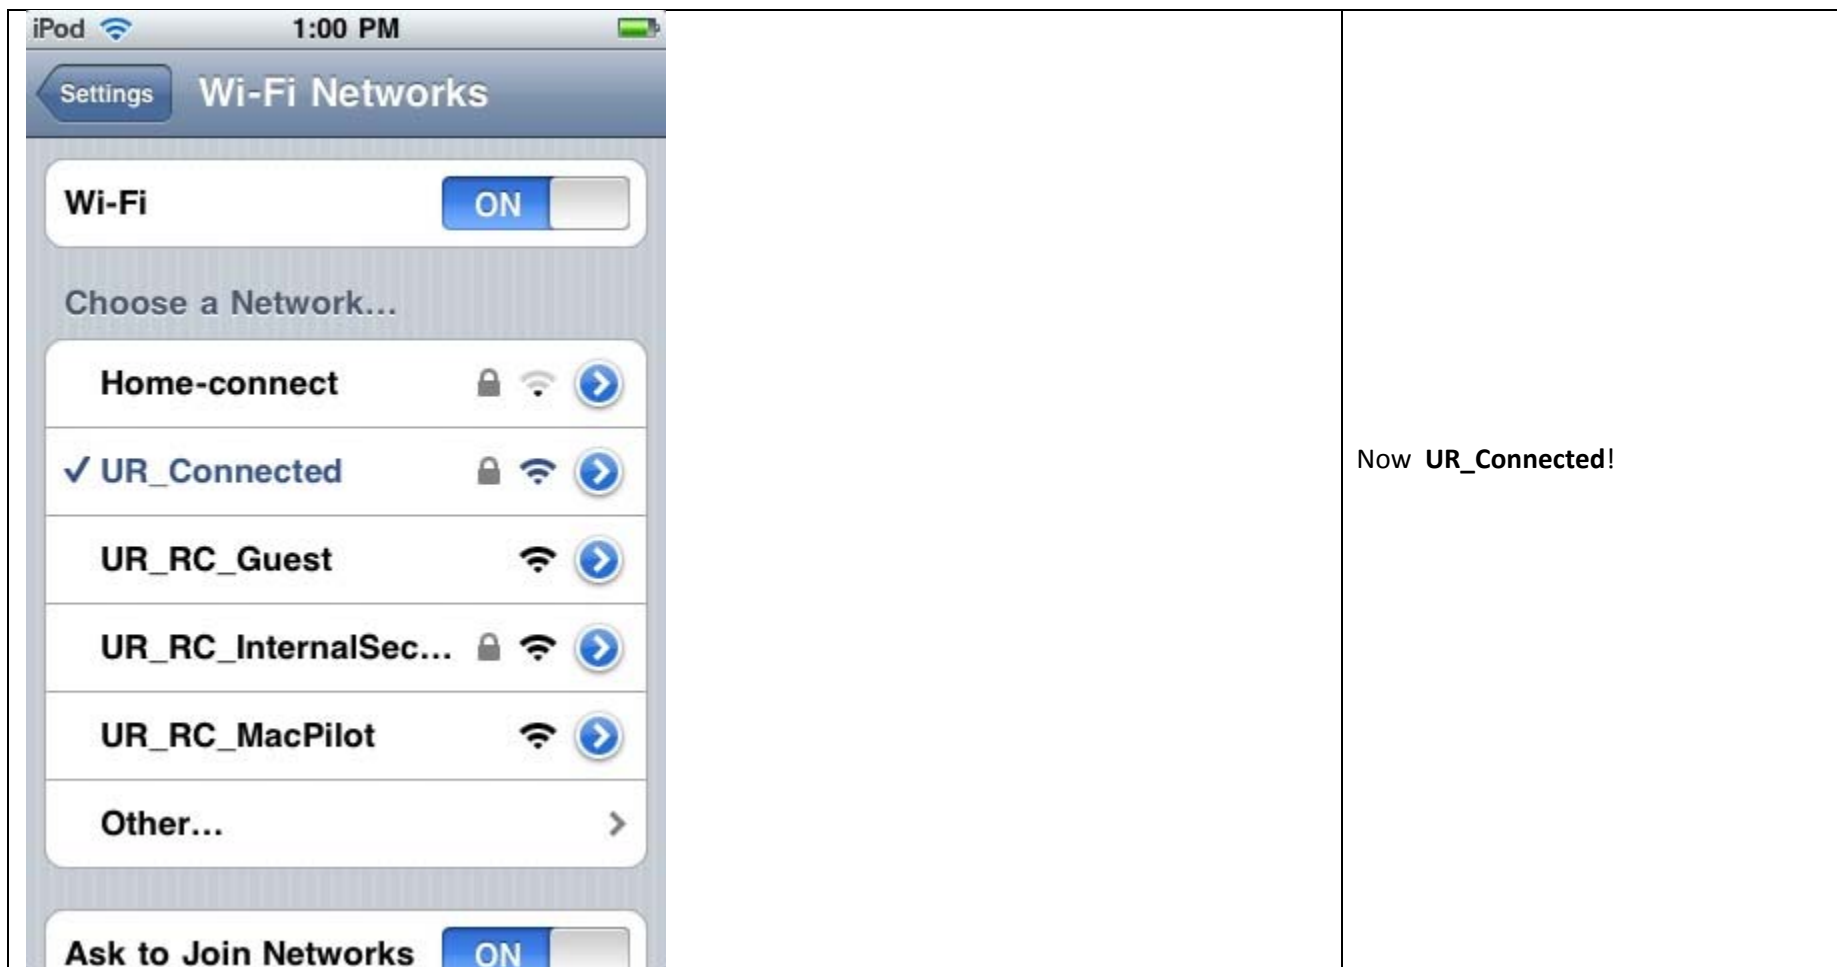 iPod 1:00 PM
Settings Wi-Fi Networks
Wi-Fi ON
Choose a Network...
Home-connect
UR_Connected
UR_RC_Guest
UR_RC_InternalSec...
UR_RC_MacPilot
Other...
Ask to Join Networks ON
Now UR_Connected!